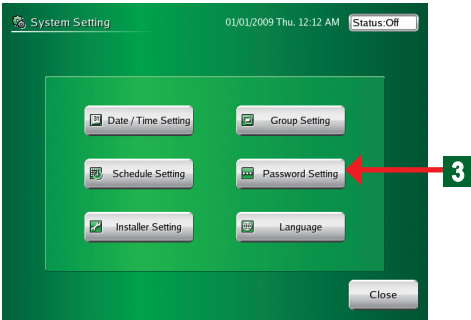 System Setting
01/01/2009 Thu. 12:12 AM
Status:Off
Date / Time Setting
Group Setting
Schedule Setting
Password Setting
3
Installer Setting
Language
Close